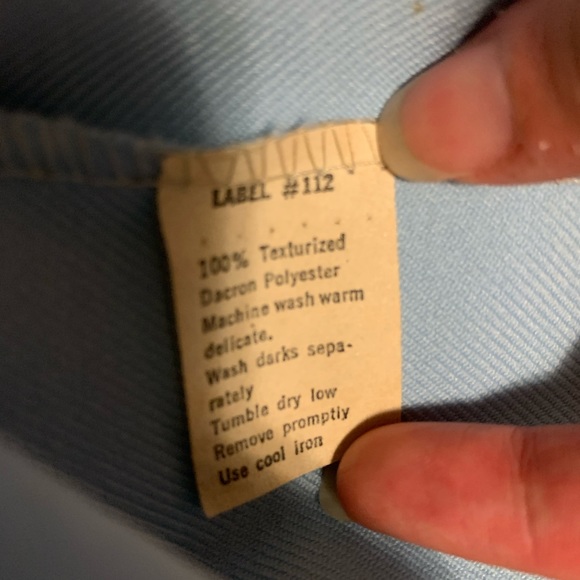 LABEL #112
100% Texturized
Dacron Polyester
Machine wash warm
delicate.
Wash darks sepa-
rately
Tumble dry low
Remove promptly
Use cool iron